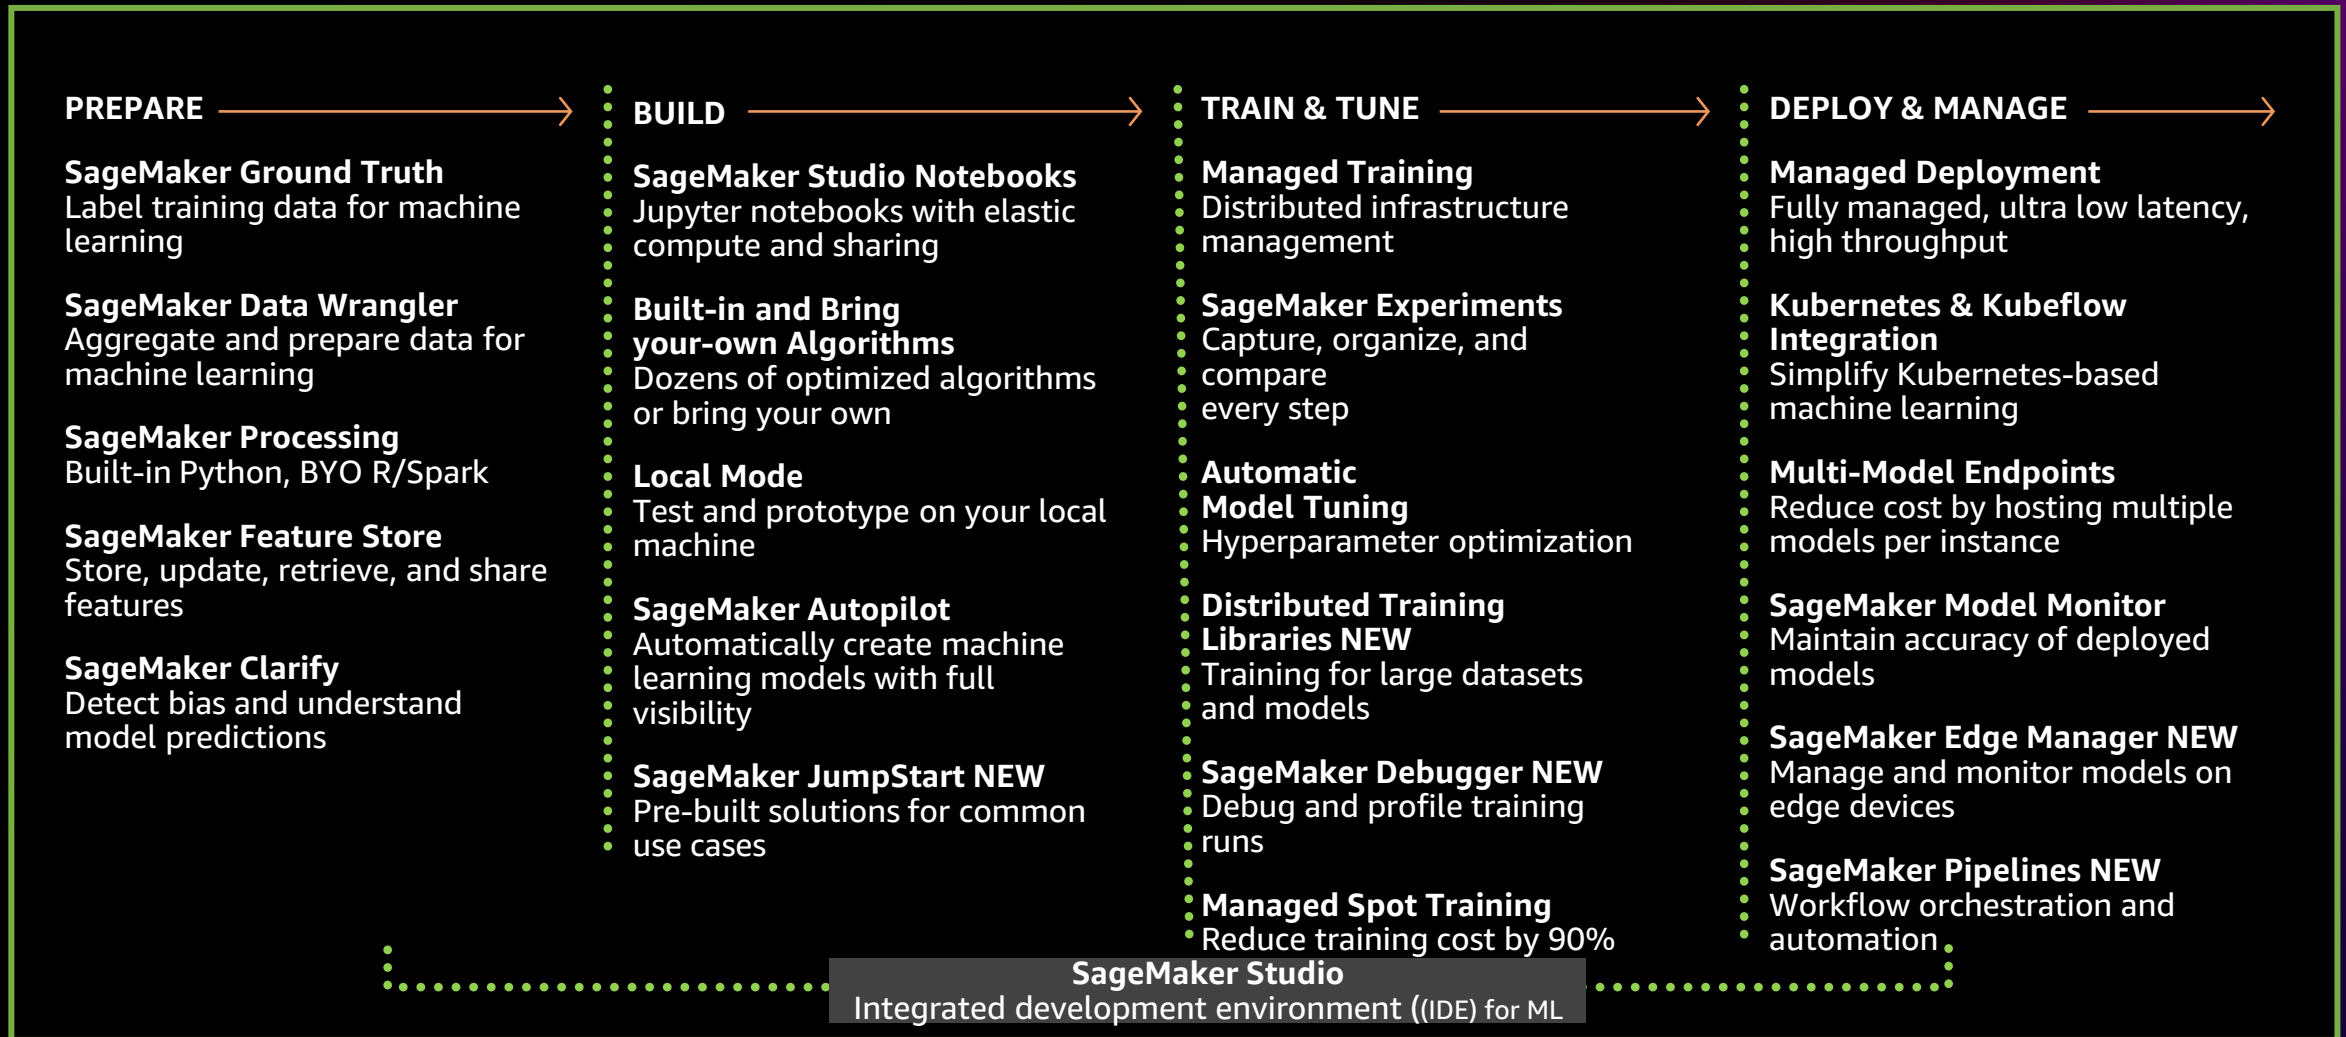 PREPARE
SageMaker Ground Truth
Label training data for machine
learning
SageMaker Data Wrangler
Aggregate and prepare data for
machine learning
SageMaker Processing
Built-in Python, BYO R/Spark
SageMaker Feature Store
Store, update, retrieve, and share
features
SageMaker Clarify
Detect bias and understand
model predictions
BUILD
SageMaker Studio Notebooks
Jupyter notebooks with elastic
compute and sharing
Built-in and Bring
your-own Algorithms
Dozens of optimized algorithms
or bring your own
Local Mode
Test and prototype on your local
machine
SageMaker Autopilot
Automatically create machine
learning models with full
visibility
SageMaker JumpStart NEW
Pre-built solutions for common
use cases
TRAIN & TUNE
Managed Training
Distributed infrastructure
management
SageMaker Experiments
Capture, organize, and
compare
every step
Automatic
Model Tuning
Hyperparameter optimization
Distributed Training
Libraries NEW
Training for large datasets
and models
SageMaker Debugger NEW
Debug and profile training
runs
Managed Spot Training
Reduce training cost by 90%
DEPLOY & MANAGE
Managed Deployment
Fully managed, ultra low latency,
high throughput
Kubernetes & Kubeflow
Integration
Simplify Kubernetes-based
machine learning
Multi-Model Endpoints
Reduce cost by hosting multiple
models per instance
SageMaker Model Monitor
Maintain accuracy of deployed
models
SageMaker Edge Manager NEW
Manage and monitor models on
edge devices
SageMaker Pipelines NEW
Workflow orchestration and
automation
SageMaker Studio
Integrated development environment ((IDE) for ML